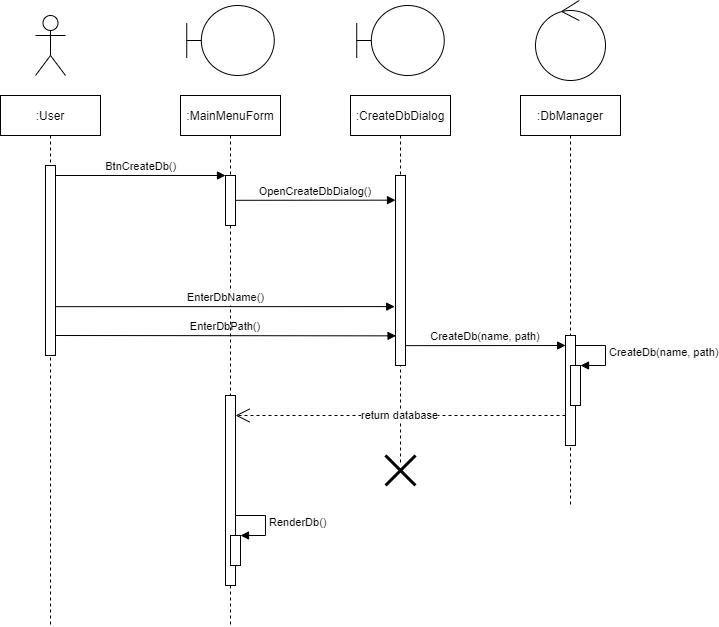 :User
:MainMenuForm
:CreateDbDialog
:DbManager
BtnCreateDb()
OpenCreateDbDialog()
EnterDbName()
EnterDbPath()
CreateDb(name, path)
CreateDb(name, path)
return database
RenderDb()